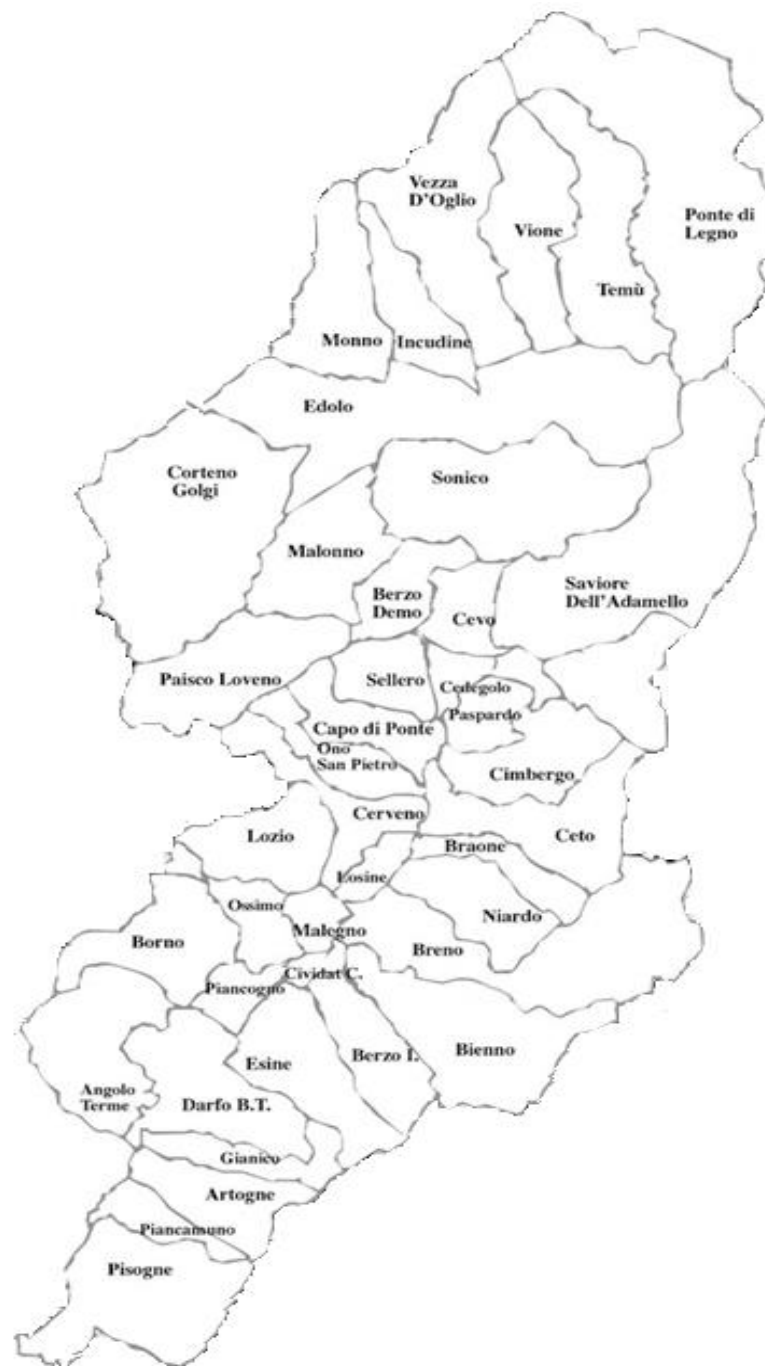 Vezza
D'Oglio
Vione
Ponte di
Legno
Temù
Monno
Incudine
Edolo
Corteno
Golgi
Sonico
Malonno
Berzo
Demo
Cevo
Saviore
Dell'Adamello
Paisco Loveno
Sellero
Cedegolo
Paspardo
Capo di Ponte
Ono
San Pietro
Cimbergo
Cerveno
Lozio
Braone
Ceto
Losine
Ossimo
Niardo
Malegno
Borno
Breno
Cividat C.
Piancogno
Bienno
Berzo I.
Esine
Angolo
Terme
Darfo B.T.
Gianico
Artogne
Piancamuno
Pisogne